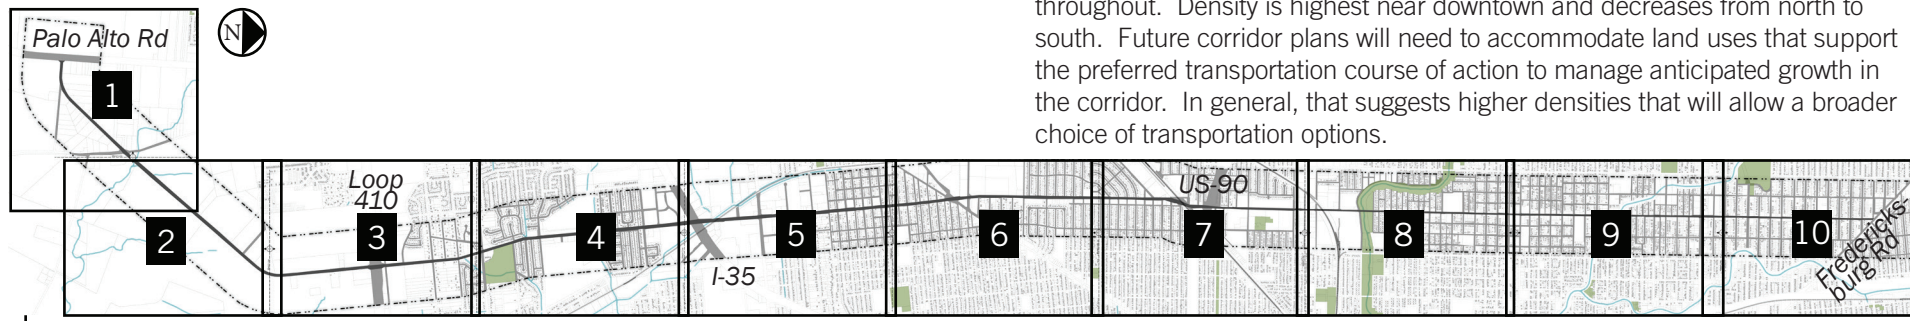 throughout. Density is highest near downtown and decreases from north to
south. Future corridor plans will need to accommodate land uses that support
the preferred transportation course of action to manage anticipated growth in
the corridor. In general, that suggests higher densities that will allow a broader
choice of transportation options.
Palo Alto Rd
N
1
2
Loop
410
3
4
I-35
5
6
US-90
7
8
9
10
Fredericks-
burg Rd